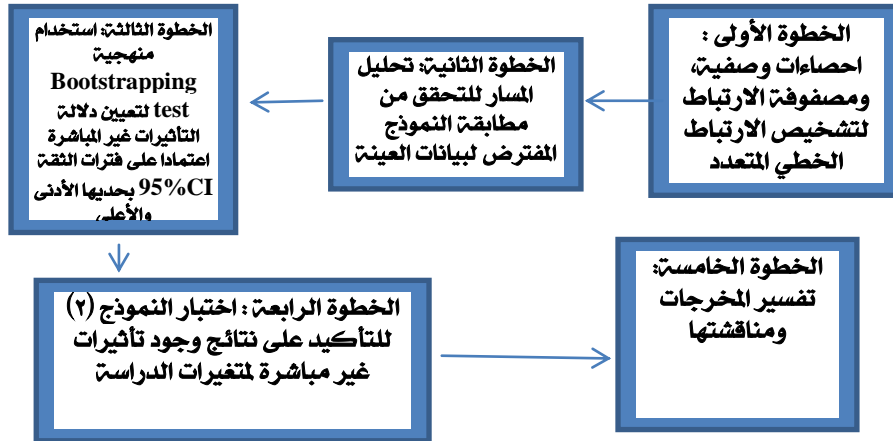 الخطوة الأولى :
احصاءات وصفية،
ومصفوفة الارتباط
لتشخيص الارتباط
الخطي المتعدد
الخطوة الثانية: تحليل
المسار للتحقق من
مطابقة النموذج
المفترض لبيانات العينة
الخطوة الثالثة: استخدام
منهجية
Bootstrapping
test لتعيين دلالة
التأثيرات غير المباشرة
اعتمادا على فترات الثقة
95%CI بحديها الأدنى
والأعلى
الخطوة الرابعة : اختبار النموذج (٢)
للتأكيد على نتائج وجود تأثيرات
غير مباشرة لمتغيرات الدراسة
الخطوة الخامسة:
تفسير المخرجات
ومناقشتها